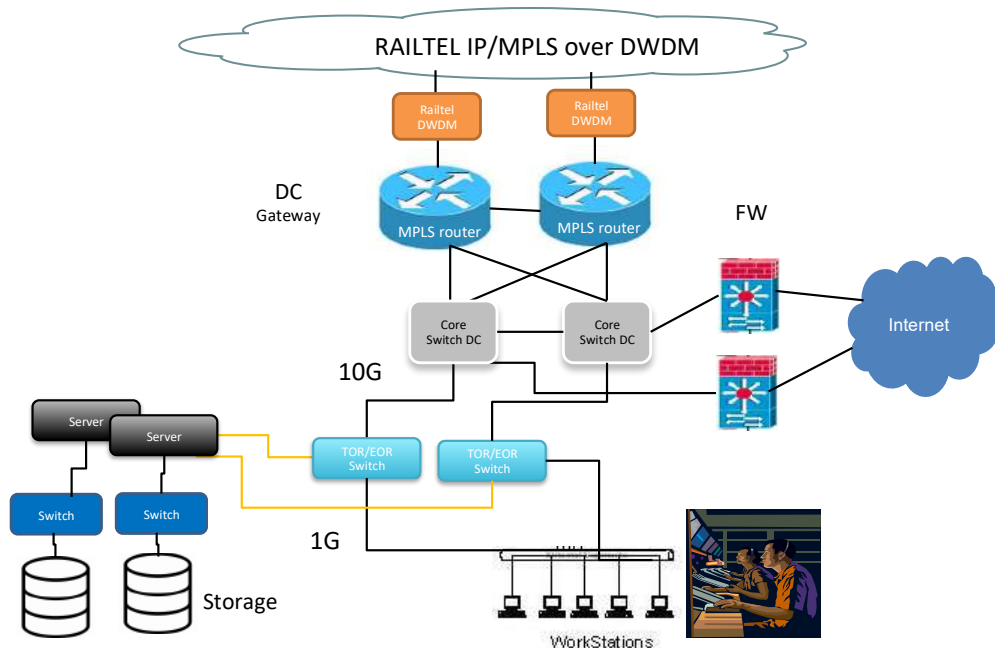 RAILTEL IP/MPLS over DWDM
Railtel
DWDM
Railtel
DWDM
DC
Gateway
MPLS router
MPLS router
FW
Core
Switch DC
Core
Switch DC
Internet
10G
Server
Server
TOR/EOR
Switch
TOR/EOR
Switch
Switch
Switch
1G
Storage
WorkStations